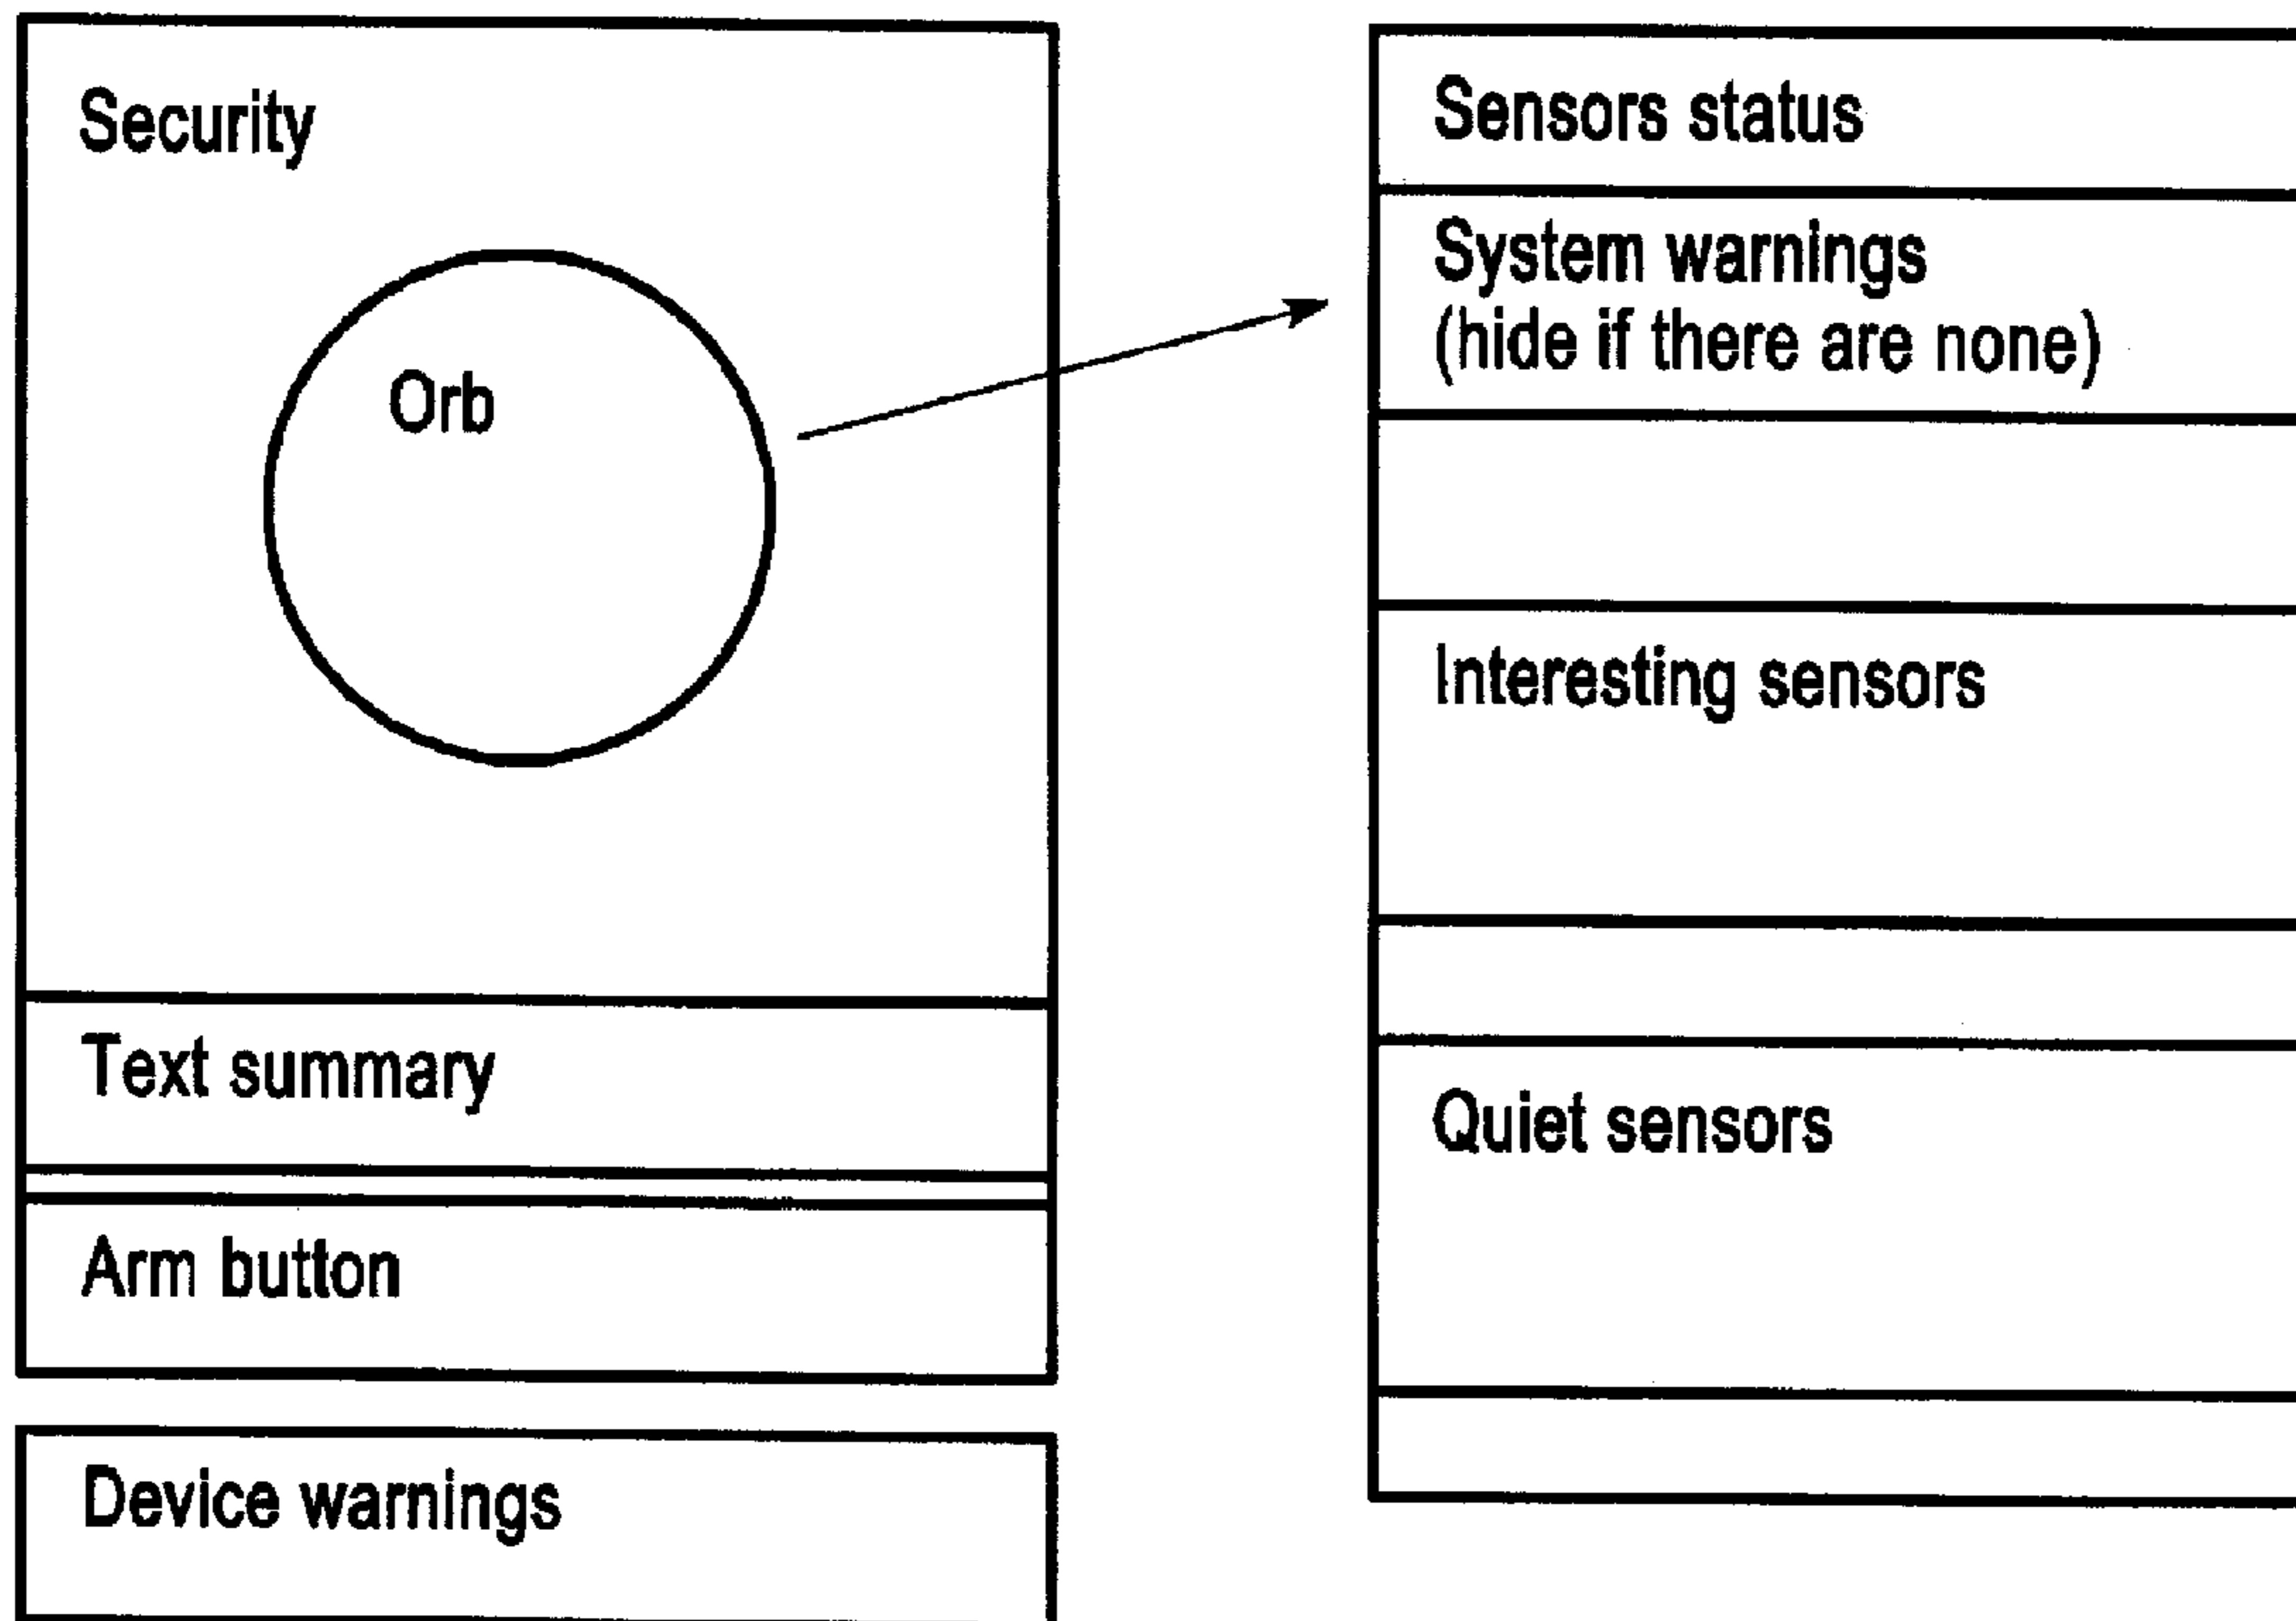 Security
Orb
Text summary
Arm button
Device warnings
Sensors status
System warnings
(hide if there are none)
Interesting sensors
Quiet sensors